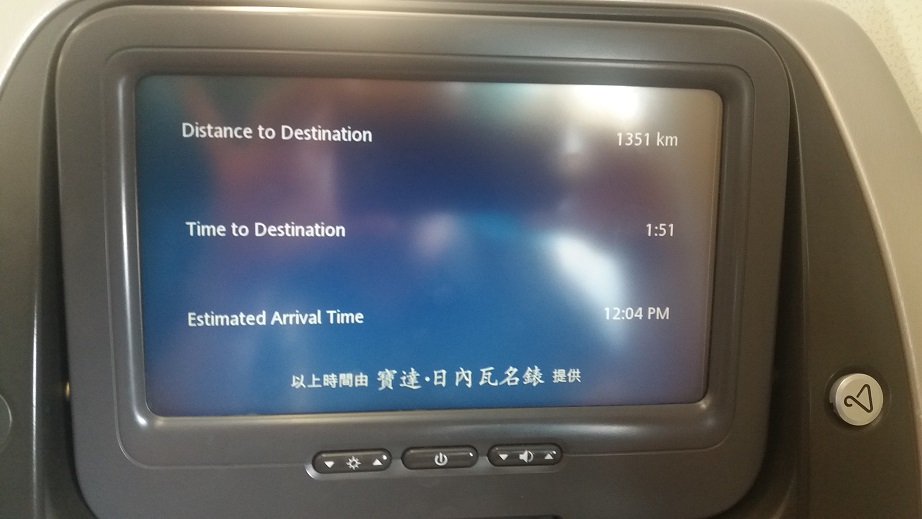 Distance to Destination 1351 km
Time to Destination 1:51
Estimated Arrival Time 12:04 PM
以上時間由 寶達·日內瓦名錶 提供